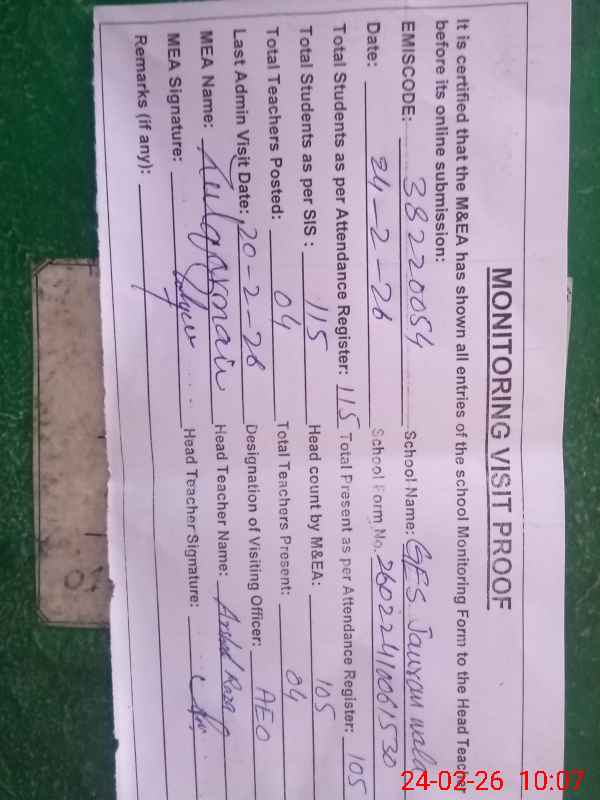 MONITORING VISIT PROOF
It is certified that the M&EA has shown all entries of the school Monitoring Form to the Head Teacher
before its online submission:
EMISCODE: 38220054 School Name: GES Jauran wala
Date: 24-2-26 School Form No. 26022410061530
Total Students as per Attendance Register: 115 Total Present as per Attendance Register: 105
Total Students as per SIS : 115 Head count by M&EA: 105
Total Teachers Posted: 04 Total Teachers Present: 04
Last Admin Visit Date: 20-2-26 Designation of Visiting Officer: AEO
MEA Name: Head Teacher Name: Arshad Raza
MEA Signature: Head Teacher Signature:
Remarks (if any):
24-02-26 10:07